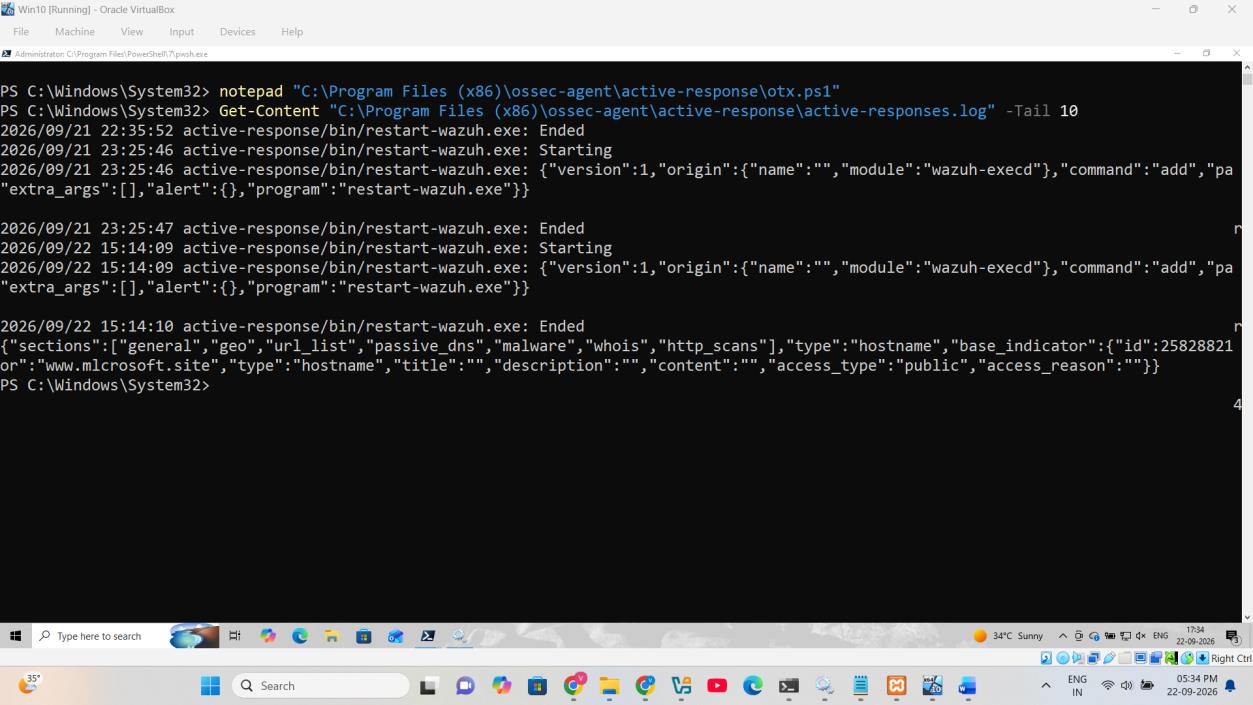 Win10 [Running] - Oracle VirtualBox
File Machine View Input Devices Help
Administrator: C:\Program Files\PowerShell\7\pwsh.exe
PS C:\Windows\System32> notepad "C:\Program Files (x86)\ossec-agent\active-response\otx.ps1"
PS C:\Windows\System32> Get-Content "C:\Program Files (x86)\ossec-agent\active-response\active-responses.log" -Tail 10
2026/09/21 22:35:52 active-response/bin/restart-wazuh.exe: Ended
2026/09/21 23:25:46 active-response/bin/restart-wazuh.exe: Starting
2026/09/21 23:25:46 active-response/bin/restart-wazuh.exe: {"version":1,"origin":{"name":"","module":"wazuh-execd"},"command":"add","pa
"extra_args":[],"alert":{},"program":"restart-wazuh.exe"}}
2026/09/21 23:25:47 active-response/bin/restart-wazuh.exe: Ended r
2026/09/22 15:14:09 active-response/bin/restart-wazuh.exe: Starting
2026/09/22 15:14:09 active-response/bin/restart-wazuh.exe: {"version":1,"origin":{"name":"","module":"wazuh-execd"},"command":"add","pa
"extra_args":[],"alert":{},"program":"restart-wazuh.exe"}}
2026/09/22 15:14:10 active-response/bin/restart-wazuh.exe: Ended r
{"sections":["general","geo","url_list","passive_dns","malware","whois","http_scans"],"type":"hostname","base_indicator":{"id":25828821
or":"www.mlcrosoft.site","type":"hostname","title":"","description":"","content":"","access_type":"public","access_reason":""}}
PS C:\Windows\System32>
4
Type here to search 34°C Sunny ENG 17:34
22-09-2026 3
Right Ctrl
35° Search ENG
IN 05:34 PM
22-09-2026